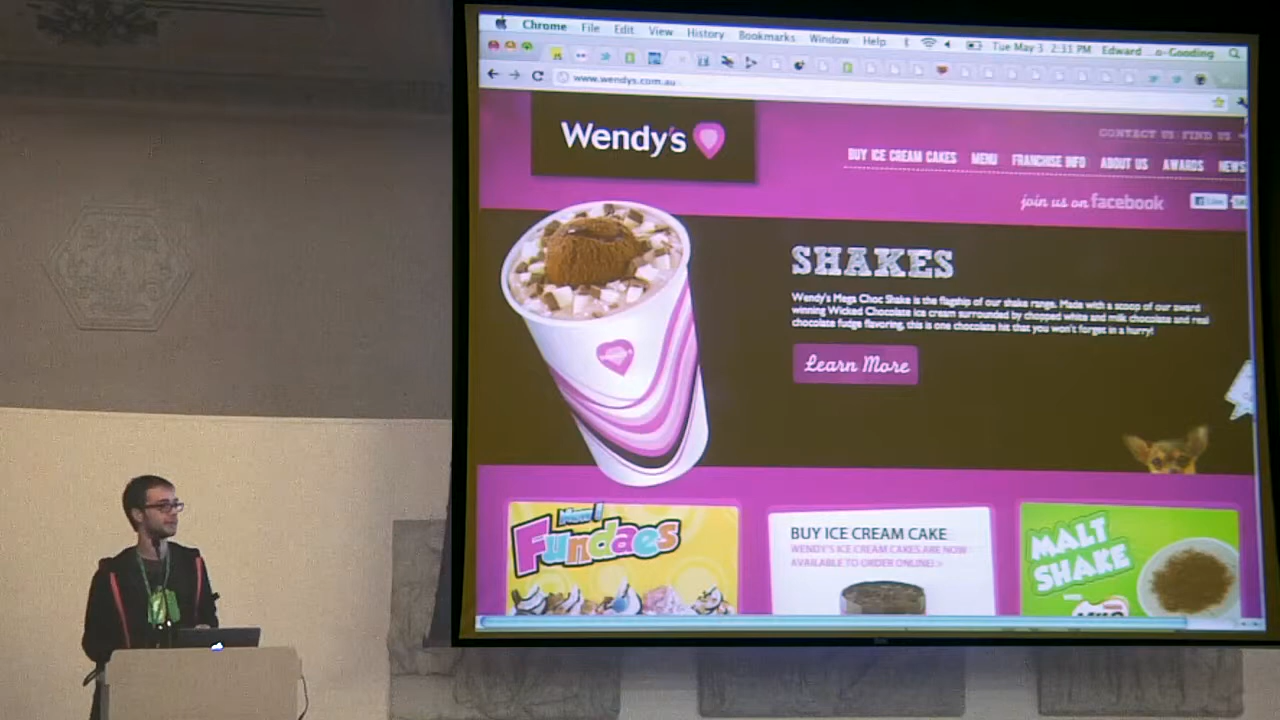 Chrome File Edit View History Bookmarks Window Help Tue May 3 2:33 PM Edward
www.wendys.com.au
Wendy's
CONTACT US FIND US
BUY ICE CREAM CAKES MENU FRANCHISE INFO ABOUT US AWARDS NEWS
join us on facebook Like
SHAKES
Wendy's Mega Choc Shake is the flagship of our shake range. Made with a scoop of our award
winning Wicked Chocolate ice cream surrounded by chopped white and milk chocolate and real
chocolate fudge flavoring, this is one chocolate hit that you won't forget in a hurry!
Learn More
New!
Fundaes
BUY ICE CREAM CAKE
WENDY'S ICE CREAM CAKES ARE NOW
AVAILABLE TO ORDER ONLINE! >
MALT
SHAKE
WITH